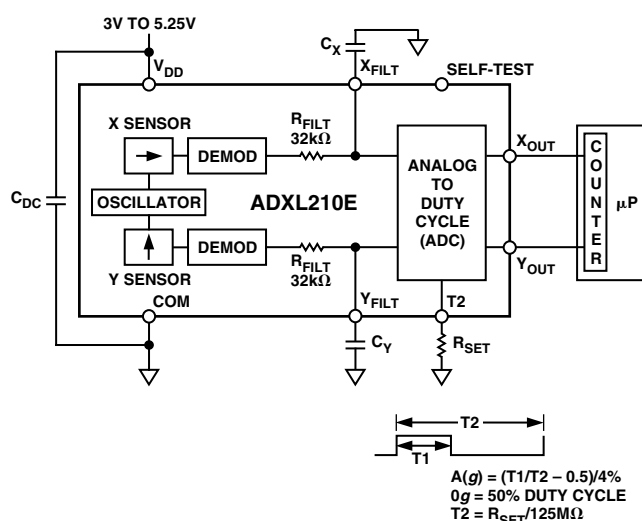 3V TO 5.25V
V_DD
C_X
X_FILT
SELF-TEST
X SENSOR
DEMOD
R_FILT
32kΩ
X_OUT
C_DC
OSCILLATOR
ADXL210E
ANALOG
TO
DUTY
CYCLE
(ADC)
COUNTER
μP
DEMOD
Y SENSOR
R_FILT
32kΩ
Y_OUT
COM
Y_FILT
T2
C_Y
R_SET
T2
T1
A(g) = (T1/T2 – 0.5)/4%
0g = 50% DUTY CYCLE
T2 = R_SET/125MΩ